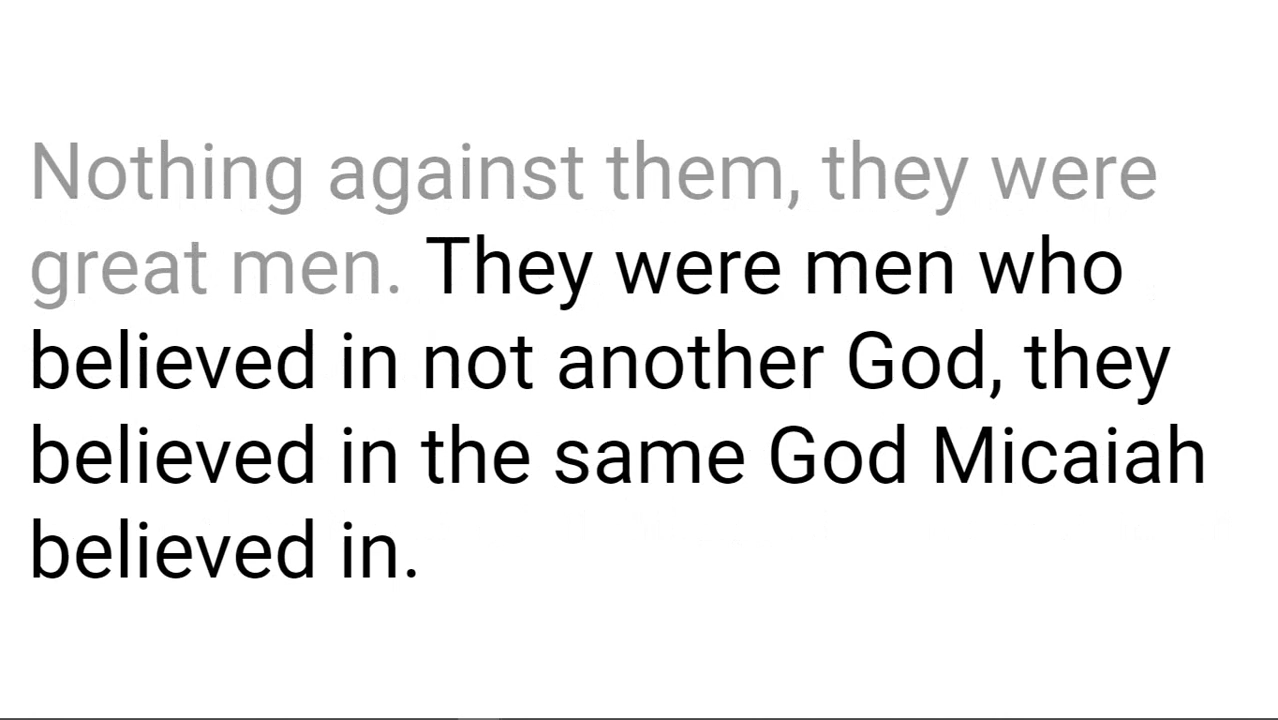 Nothing against them, they were
great men. They were men who
believed in not another God, they
believed in the same God Micaiah
believed in.